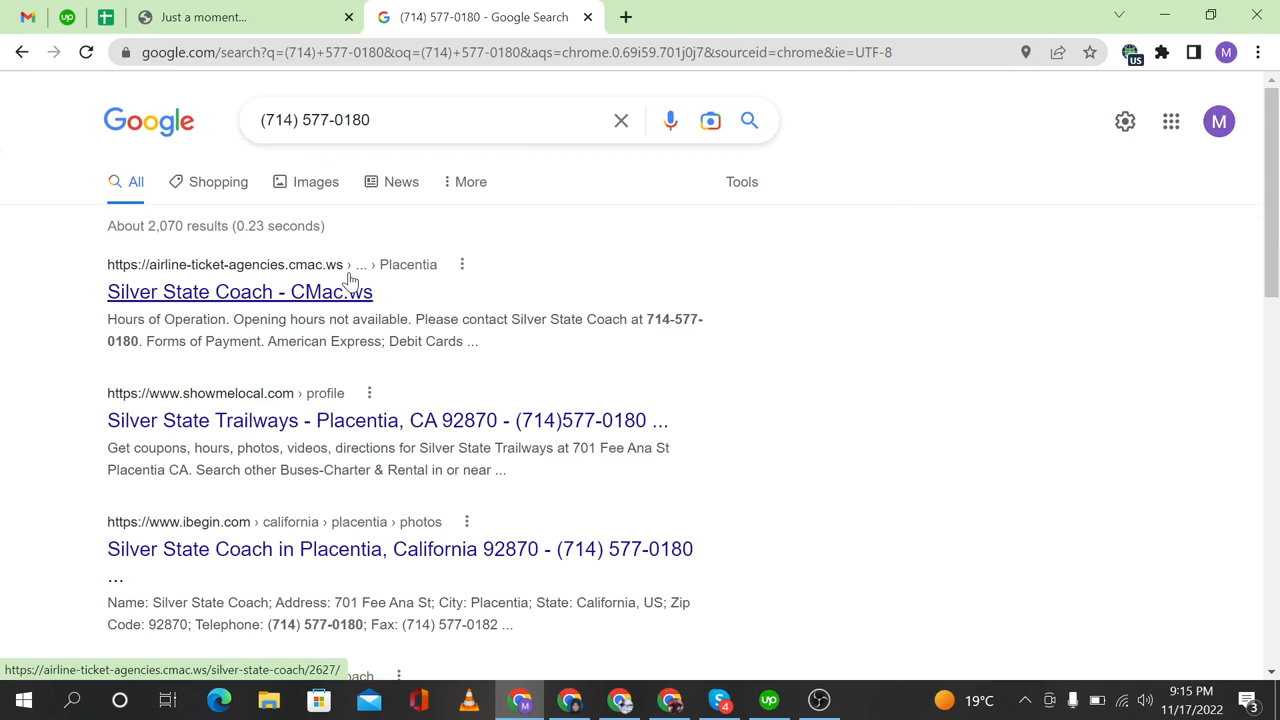 Just a moment...
(714) 577-0180 - Google Search
google.com/search?q=(714)+577-0180&oq=(714)+577-0180&aqs=chrome.0.69i59.701j0j7&sourceid=chrome&ie=UTF-8
US
M
Google
(714) 577-0180
M
All
Shopping
Images
News
More
Tools
About 2,070 results (0.23 seconds)
https://airline-ticket-agencies.cmac.ws › ... › Placentia
Silver State Coach - CMac.ws
Hours of Operation. Opening hours not available. Please contact Silver State Coach at 714-577-
0180. Forms of Payment. American Express; Debit Cards ...
https://www.showmelocal.com › profile
Silver State Trailways - Placentia, CA 92870 - (714)577-0180 ...
Get coupons, hours, photos, videos, directions for Silver State Trailways at 701 Fee Ana St
Placentia CA. Search other Buses-Charter & Rental in or near ...
https://www.ibegin.com › california › placentia › photos
Silver State Coach in Placentia, California 92870 - (714) 577-0180
...
Name: Silver State Coach; Address: 701 Fee Ana St; City: Placentia; State: California, US; Zip
Code: 92870; Telephone: (714) 577-0180; Fax: (714) 577-0182 ...
https://airline-ticket-agencies.cmac.ws/silver-state-coach/2627/
19°C
9:15 PM
11/17/2022
4
3